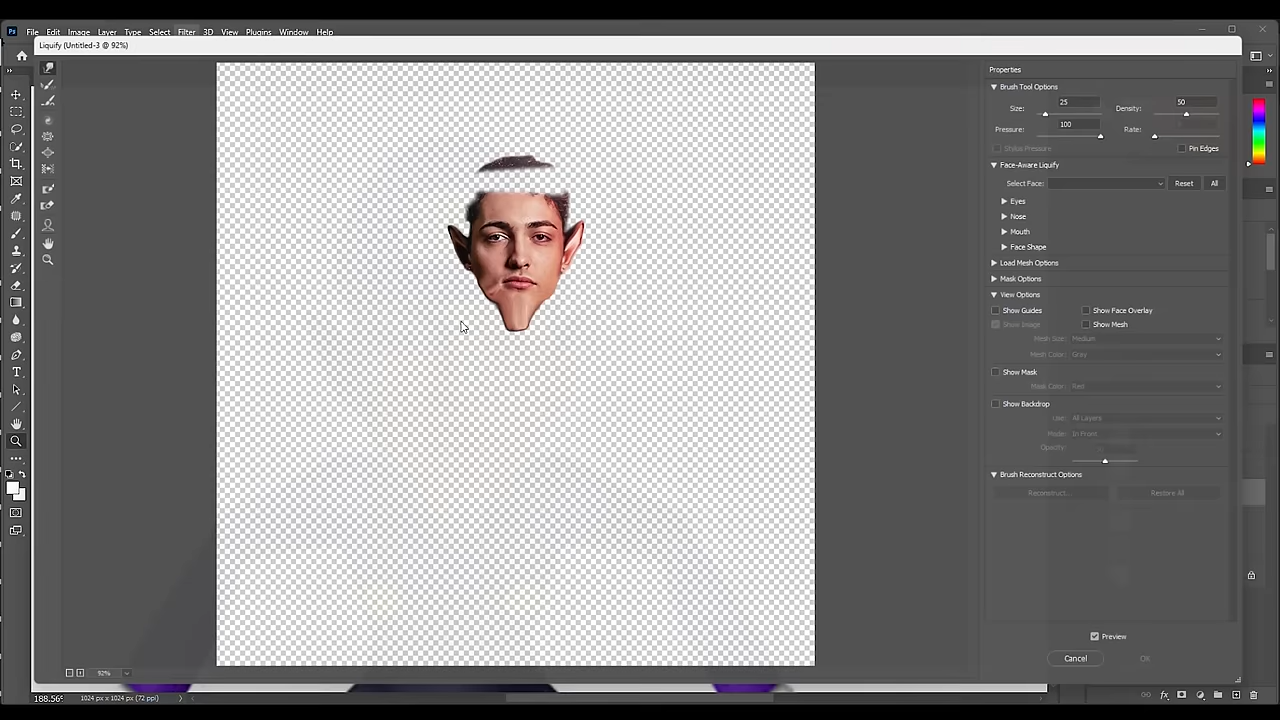 Ps File Edit Image Layer Type Select Filter 3D View Plugins Window Help
Liquify (Untitled-3 @ 92%)
Properties
Brush Tool Options
Size: 25 Density: 50
Pressure: 100 Rate:
Stylus Pressure Pin Edges
Face-Aware Liquify
Select Face: Reset All
Eyes
Nose
Mouth
Face Shape
Load Mesh Options
Mask Options
View Options
Show Guides Show Face Overlay
Show Image Show Mesh
Mesh Size: Medium
Mesh Color: Gray
Show Mask
Mask Color: Red
Show Backdrop
Use: All Layers
Mode: In Front
Opacity:
Brush Reconstruct Options
Reconstruct... Restore All
Preview
Cancel OK
92%
188.56% 1024 px x 1024 px (72 ppi)
fx